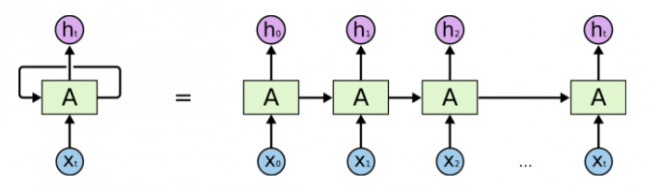 hₜ h₀ h₁ h₂ hₜ
A = A A A A
xₜ x₀ x₁ x₂ ... xₜ